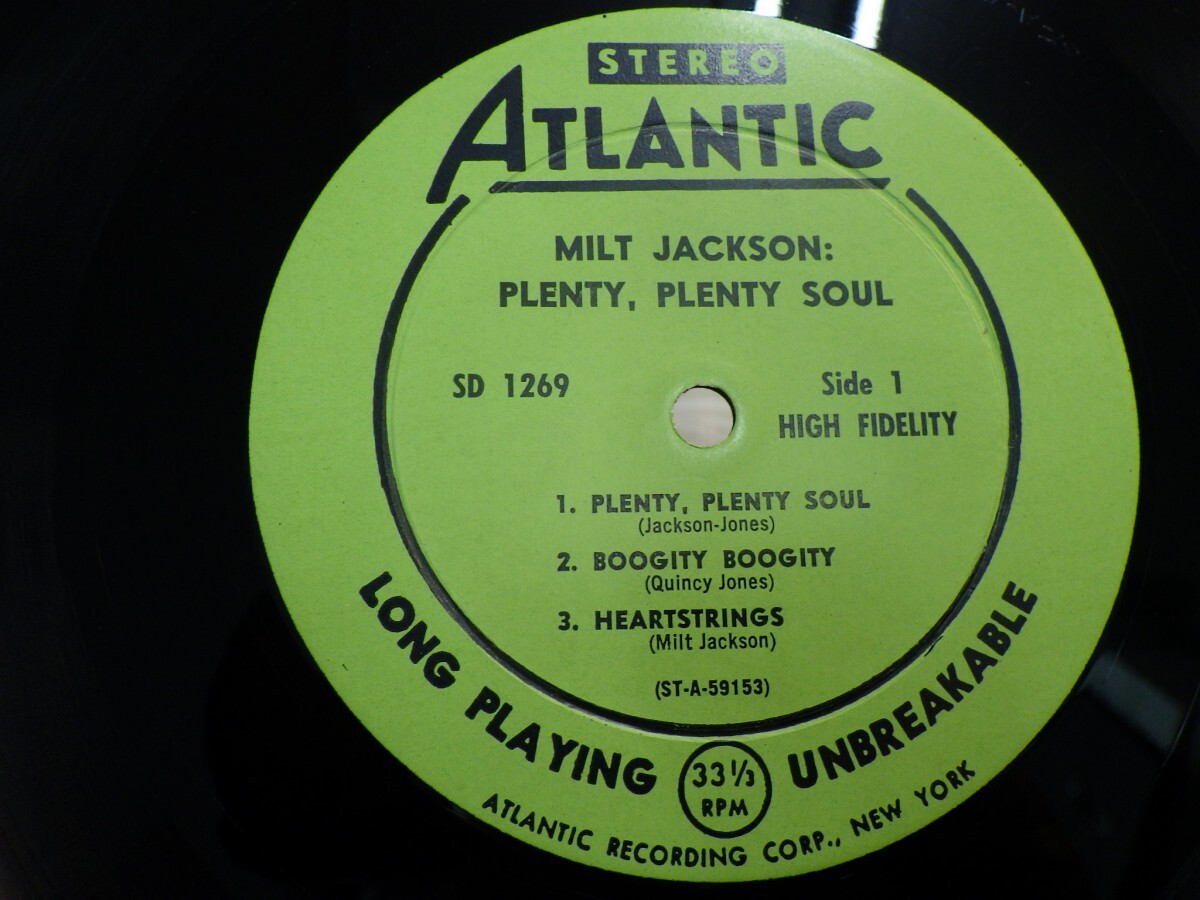 STEREO
ATLANTIC
MILT JACKSON:
PLENTY, PLENTY SOUL
SD 1269
Side 1
HIGH FIDELITY
1. PLENTY, PLENTY SOUL
(Jackson-Jones)
2. BOOGITY BOOGITY
(Quincy Jones)
3. HEARTSTRINGS
(Milt Jackson)
(ST-A-59153)
LONG PLAYING 33 1/3 RPM UNBREAKABLE
ATLANTIC RECORDING CORP., NEW YORK